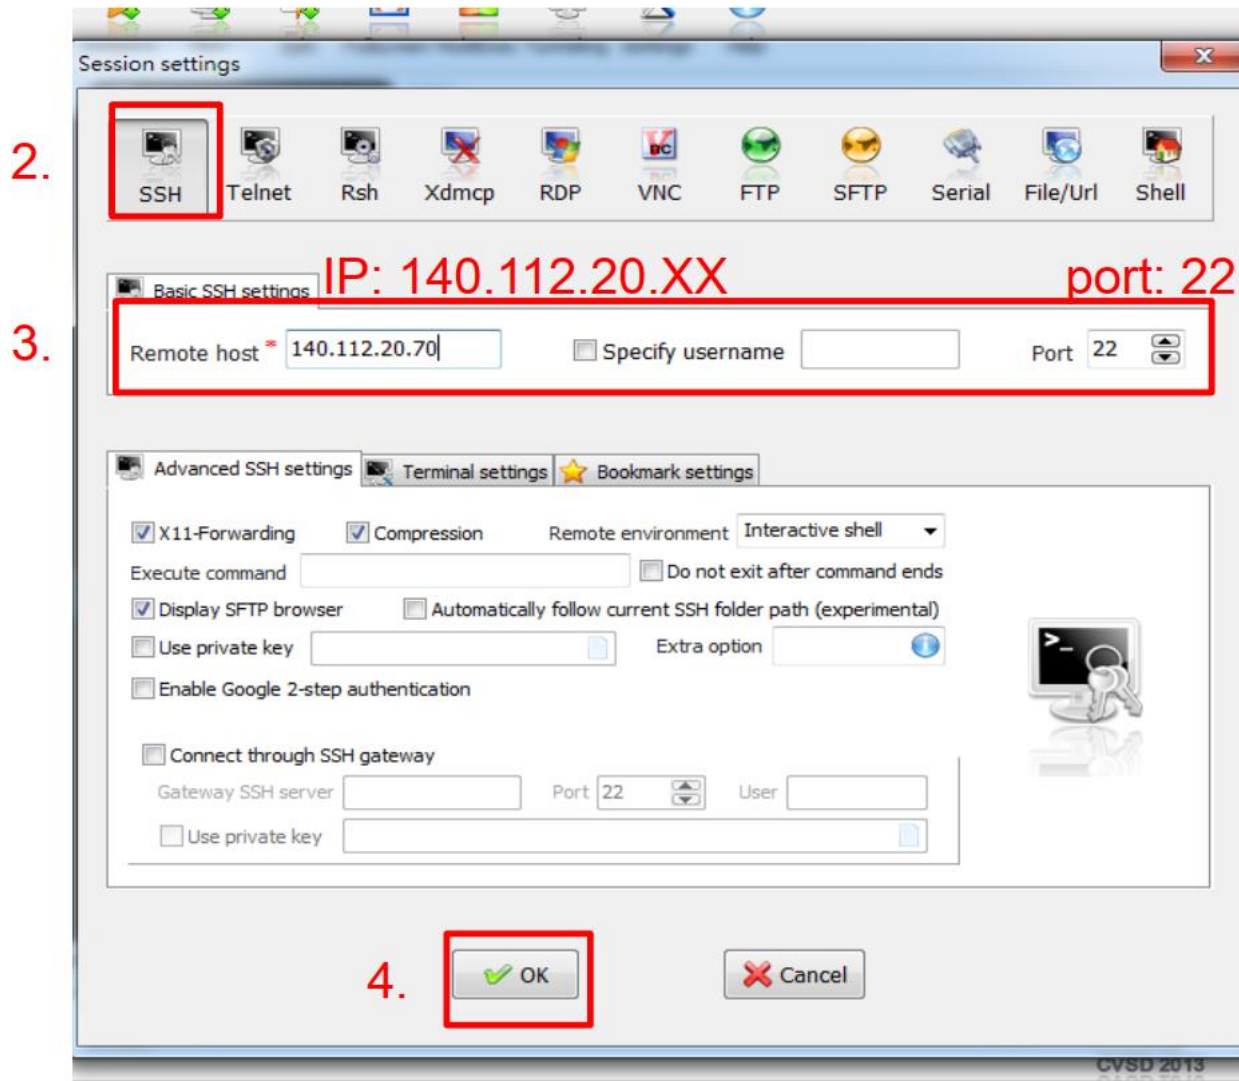 Session settings
2.
SSH Telnet Rsh Xdmcp RDP VNC FTP SFTP Serial File/Url Shell
IP: 140.112.20.XX port: 22
Basic SSH settings
3.
Remote host * 140.112.20.70 Specify username Port 22
Advanced SSH settings Terminal settings Bookmark settings
X11-Forwarding Compression Remote environment Interactive shell
Execute command Do not exit after command ends
Display SFTP browser Automatically follow current SSH folder path (experimental)
Use private key Extra option
Enable Google 2-step authentication
Connect through SSH gateway
Gateway SSH server Port 22 User
Use private key
4. OK Cancel
CVSD 2013